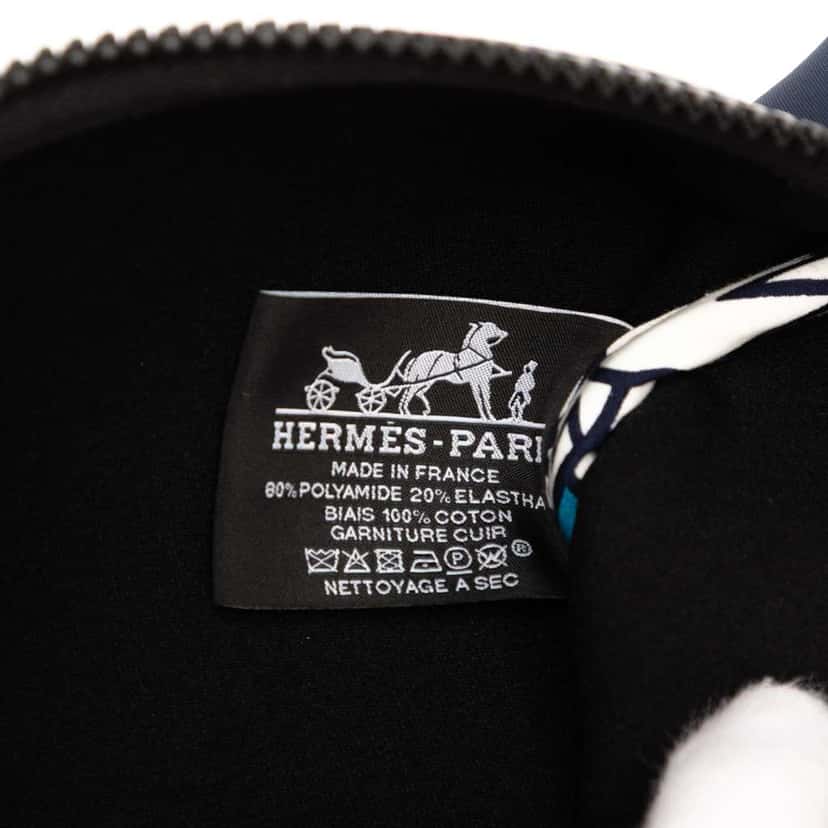 HERMÈS-PARI
MADE IN FRANCE
80% POLYAMIDE 20% ELASTHA
BIAIS 100% COTON
GARNITURE CUIR
P W ®
NETTOYAGE A SEC